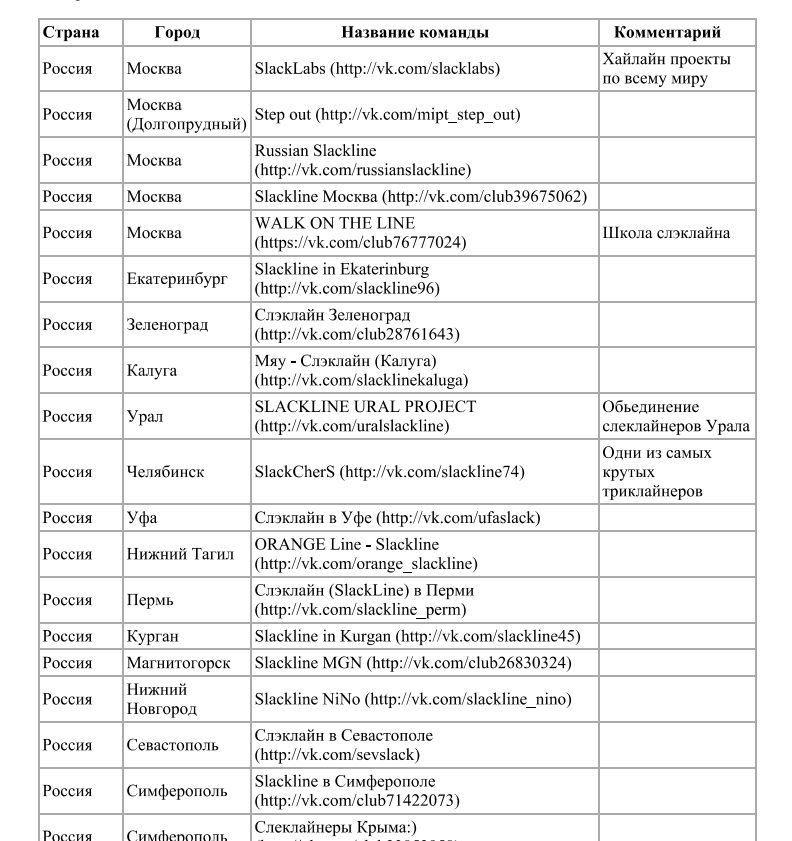 Страна Город Название команды Комментарий
Россия Москва SlackLabs (http://vk.com/slacklabs) Хайлайн проекты
по всему миру
Россия Москва
(Долгопрудный) Step out (http://vk.com/mipt_step_out)
Россия Москва Russian Slackline
(http://vk.com/russianslackline)
Россия Москва Slackline Москва (http://vk.com/club39675062)
Россия Москва WALK ON THE LINE
(https://vk.com/club76777024) Школа слэклайна
Россия Екатеринбург Slackline in Ekaterinburg
(http://vk.com/slackline96)
Россия Зеленоград Слэклайн Зеленоград
(http://vk.com/club28761643)
Россия Калуга Мяу - Слэклайн (Калуга)
(http://vk.com/slacklinekaluga)
Россия Урал SLACKLINE URAL PROJECT
(http://vk.com/uralslackline) Обьединение
слеклайнеров Урала
Россия Челябинск SlackCherS (http://vk.com/slackline74) Одни из самых
крутых
триклайнеров
Россия Уфа Слэклайн в Уфе (http://vk.com/ufaslack)
Россия Нижний Тагил ORANGE Line - Slackline
(http://vk.com/orange_slackline)
Россия Пермь Слэклайн (SlackLine) в Перми
(http://vk.com/slackline_perm)
Россия Курган Slackline in Kurgan (http://vk.com/slackline45)
Россия Магнитогорск Slackline MGN (http://vk.com/club26830324)
Россия Нижний
Новгород Slackline NiNo (http://vk.com/slackline_nino)
Россия Севастополь Слэклайн в Севастополе
(http://vk.com/sevslack)
Россия Симферополь Slackline в Симферополе
(http://vk.com/club71422073)
Россия Симферополь Слеклайнеры Крыма:)